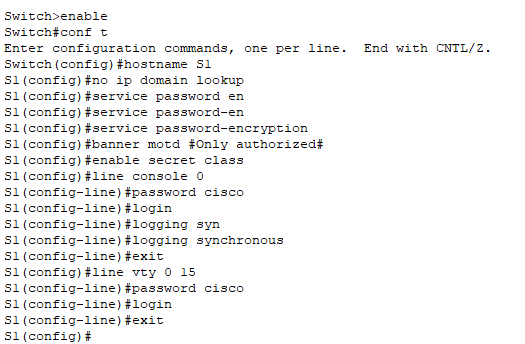 Switch>enable
Switch#conf t
Enter configuration commands, one per line.  End with CNTL/Z.
Switch(config)#hostname S1
S1(config)#no ip domain lookup
S1(config)#service password en
S1(config)#service password-en
S1(config)#service password-encryption
S1(config)#banner motd #Only authorized#
S1(config)#enable secret class
S1(config)#line console 0
S1(config-line)#password cisco
S1(config-line)#login
S1(config-line)#logging syn
S1(config-line)#logging synchronous
S1(config-line)#exit
S1(config)#line vty 0 15
S1(config-line)#password cisco
S1(config-line)#login
S1(config-line)#exit
S1(config)#